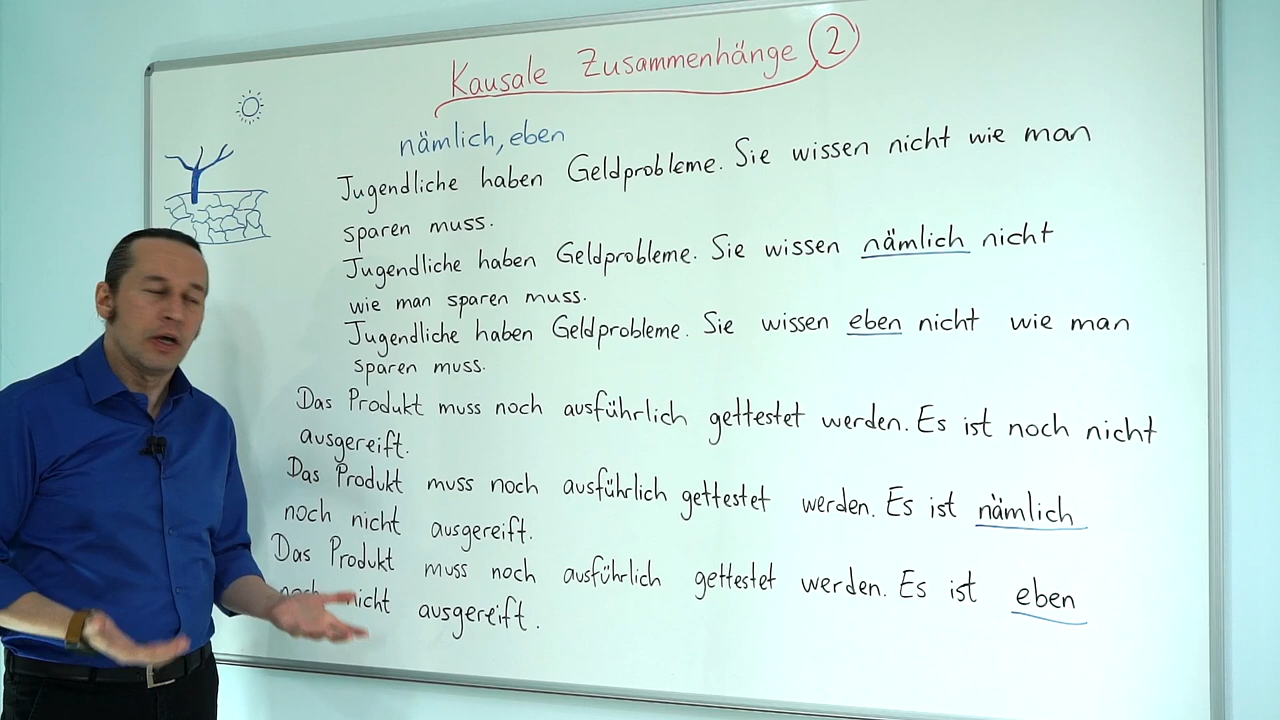 Kausale Zusammenhänge 2
nämlich, eben
Jugendliche haben Geldprobleme. Sie wissen nicht wie man
sparen muss.
Jugendliche haben Geldprobleme. Sie wissen nämlich nicht
wie man sparen muss.
Jugendliche haben Geldprobleme. Sie wissen eben nicht wie man
sparen muss.
Das Produkt muss noch ausführlich gettestet werden. Es ist noch nicht
ausgereift.
Das Produkt muss noch ausführlich gettestet werden. Es ist nämlich
noch nicht ausgereift.
Das Produkt muss noch ausführlich gettestet werden. Es ist eben
noch nicht ausgereift.